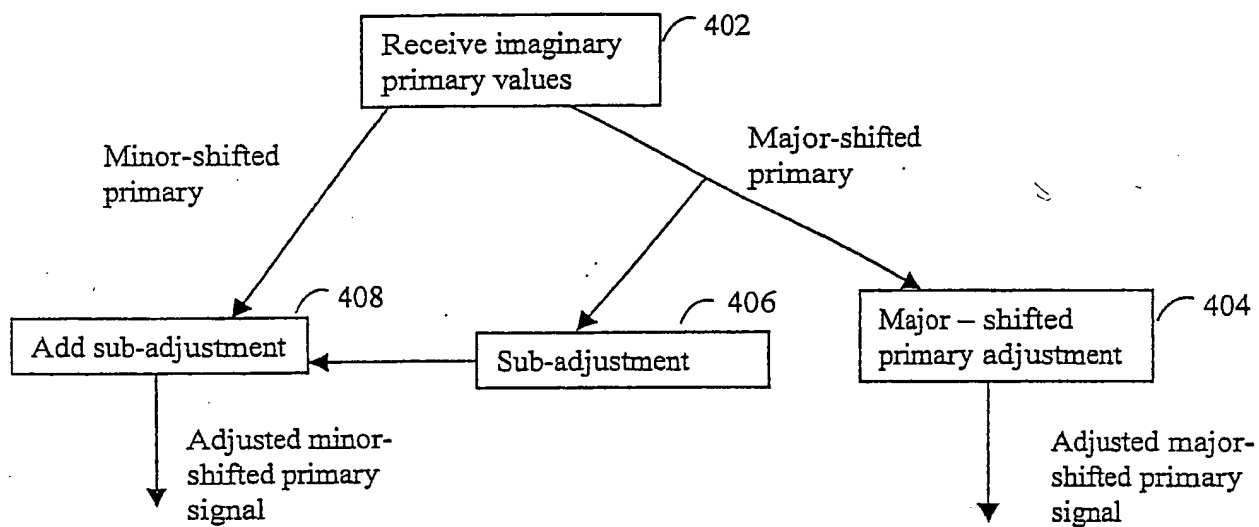 Receive imaginary
primary values
402
Minor-shifted
primary
Major-shifted
primary
408
Add sub-adjustment
406
Sub-adjustment
404
Major – shifted
primary adjustment
Adjusted minor-
shifted primary
signal
Adjusted major-
shifted primary
signal